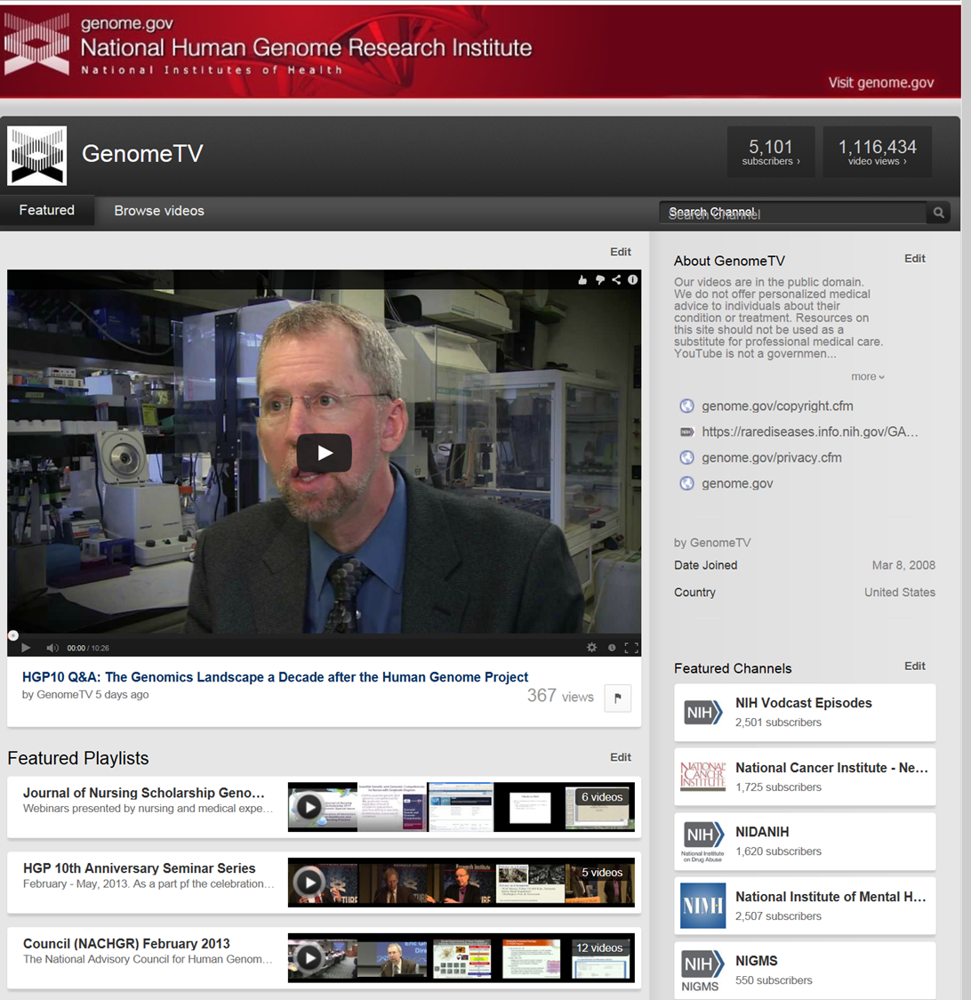 genome.gov
National Human Genome Research Institute
National Institutes of Health
Visit genome.gov
GenomeTV
5,101
subscribers ›
1,116,434
video views ›
Featured
Browse videos
Search Channel
Search Channel
Edit
00:00 / 10:26
HGP10 Q&A: The Genomics Landscape a Decade after the Human Genome Project
by GenomeTV 5 days ago
367 views
Featured Playlists
Edit
Journal of Nursing Scholarship Geno...
Webinars presented by nursing and medical expe...
6 videos
HGP 10th Anniversary Seminar Series
February - May, 2013. As a part pf the celebration...
5 videos
Council (NACHGR) February 2013
The National Advisory Council for Human Genom...
12 videos
About GenomeTV
Edit
Our videos are in the public domain.
We do not offer personalized medical
advice to individuals about their
condition or treatment. Resources on
this site should not be used as a
substitute for professional medical care.
YouTube is not a governmen...
more
genome.gov/copyright.cfm
NIH
https://rarediseases.info.nih.gov/GA...
genome.gov/privacy.cfm
genome.gov
by GenomeTV
Date Joined
Mar 8, 2008
Country
United States
Featured Channels
Edit
NIH
NIH Vodcast Episodes
2,501 subscribers
NATIONAL
CANCER
INSTITUTE
National Cancer Institute - Ne...
1,725 subscribers
NIH
National Institute
on Drug Abuse
NIDANIH
1,620 subscribers
NIMH
National Institute of Mental H...
2,507 subscribers
NIH
NIGMS
NIGMS
550 subscribers